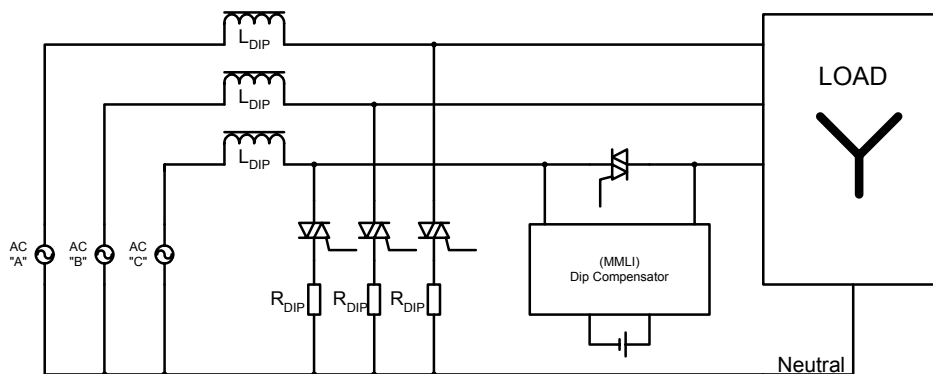 L_DIP
L_DIP
L_DIP
LOAD
AC
"A"
AC
"B"
AC
"C"
(MMLI)
Dip Compensator
R_DIP
R_DIP
R_DIP
Neutral